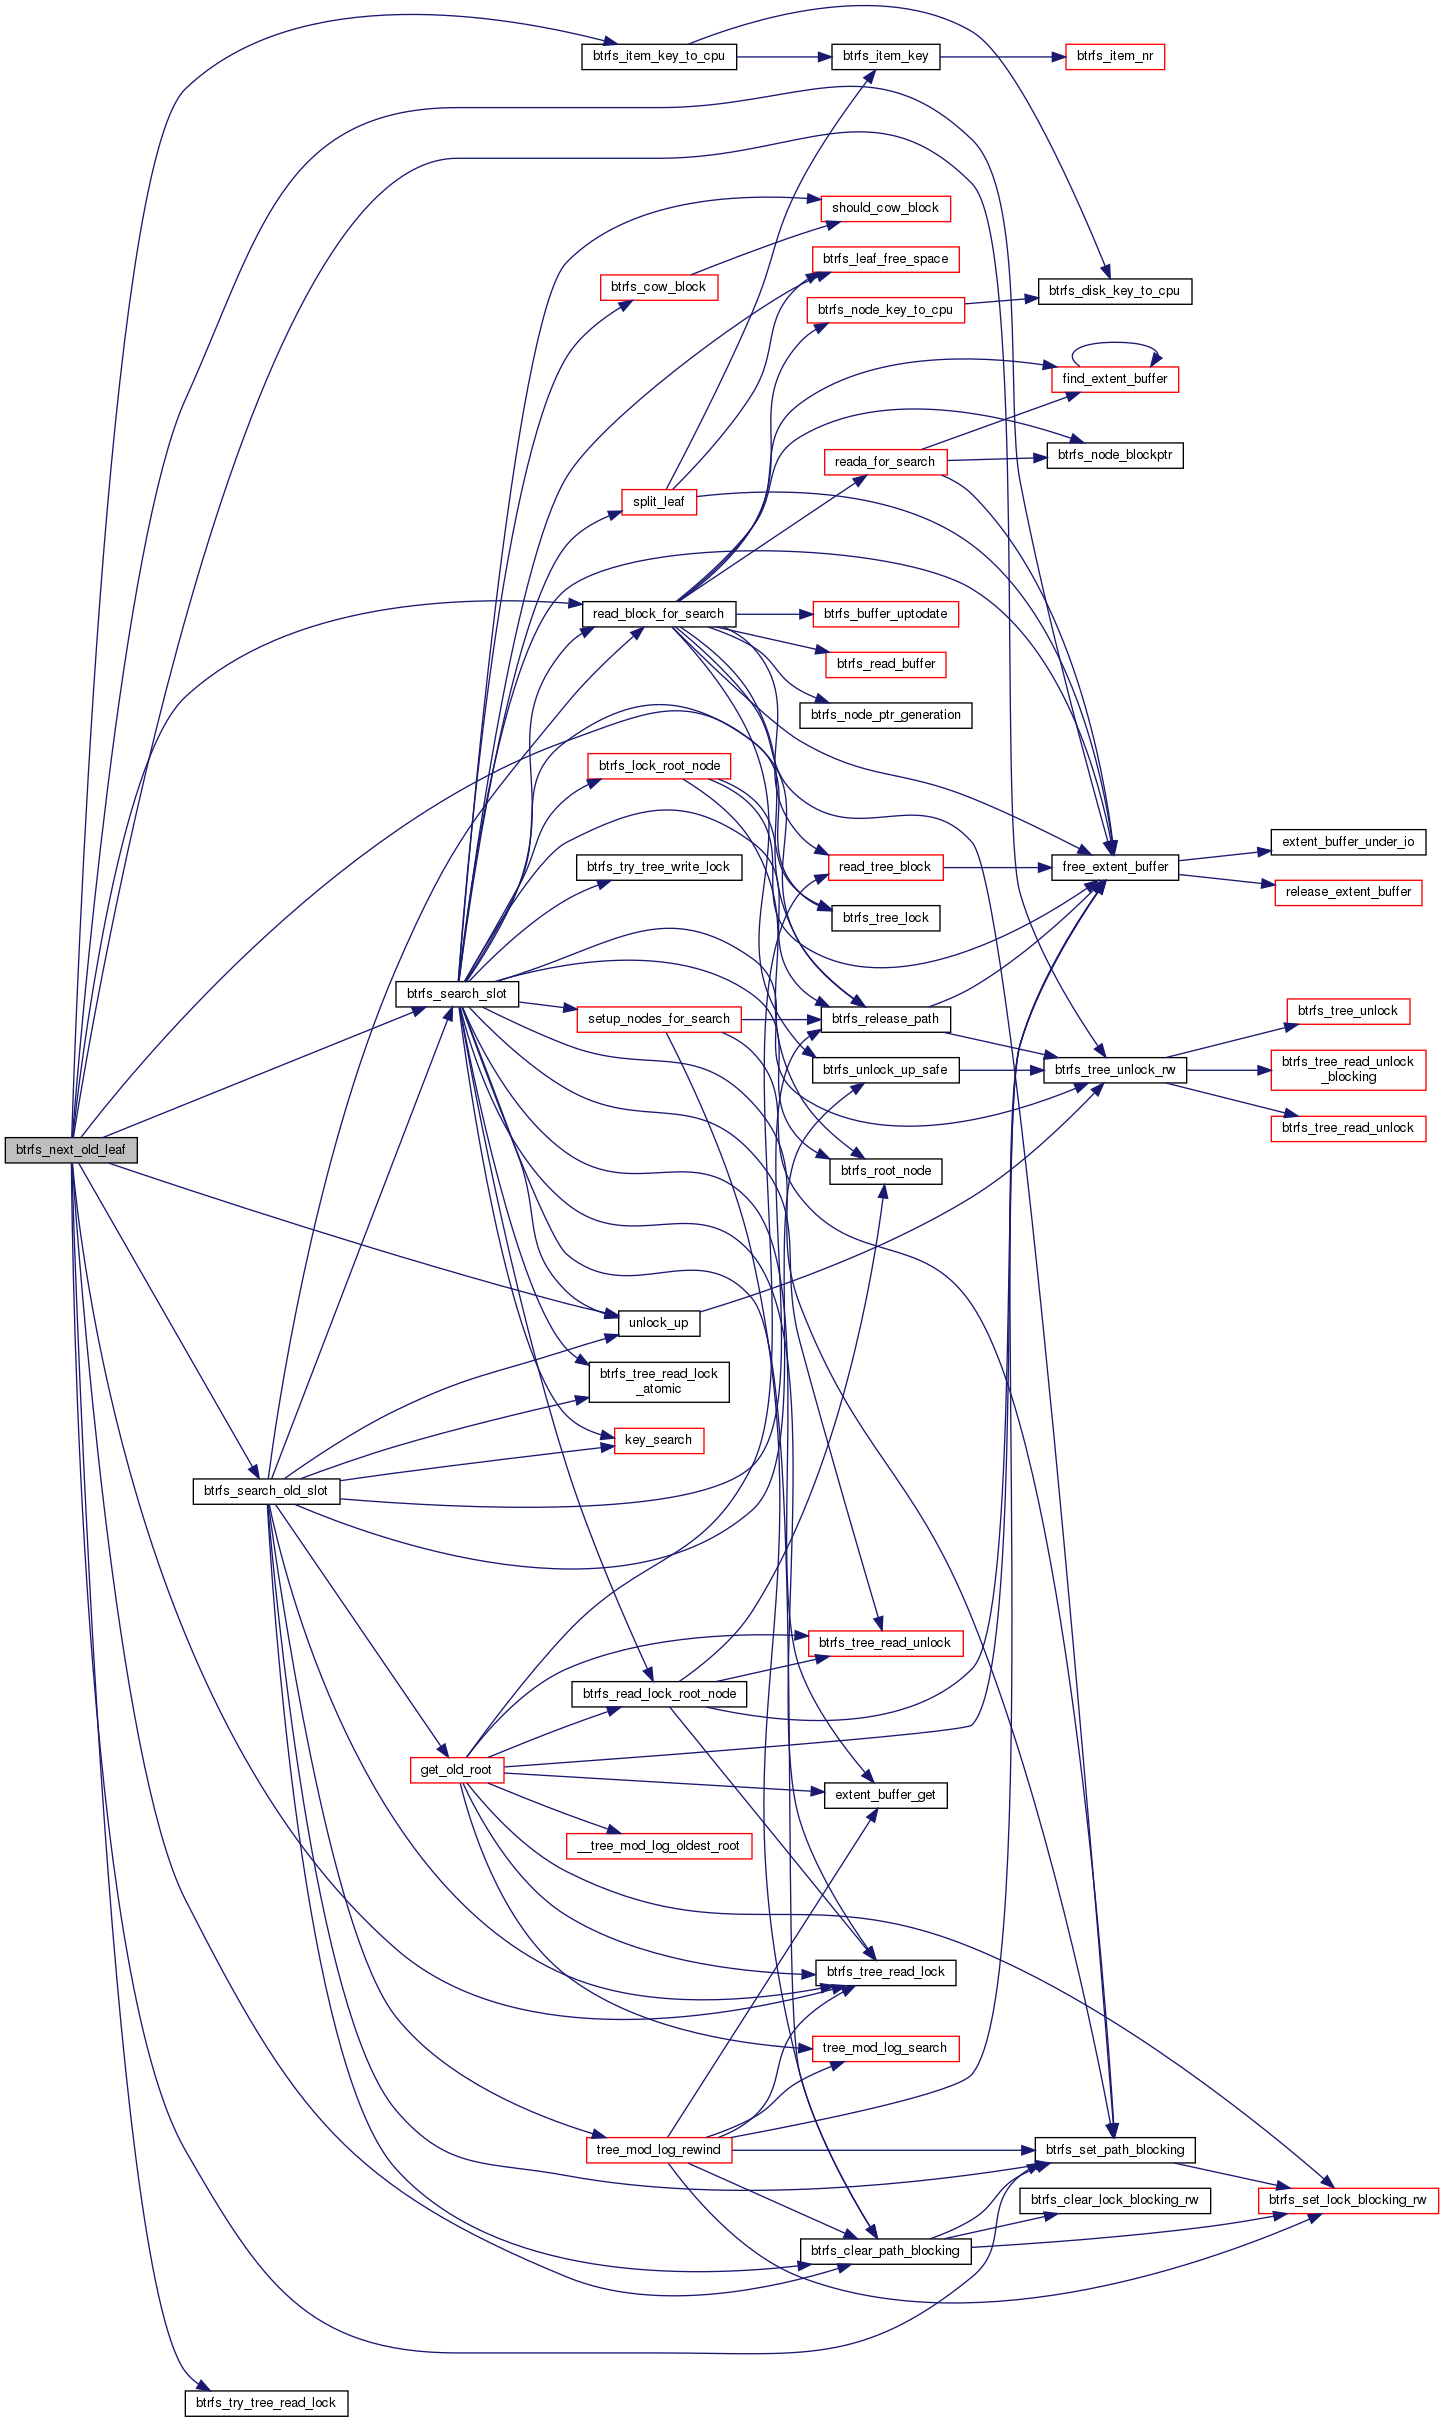 btrfs_item_key_to_cpu
btrfs_item_key
btrfs_item_nr
should_cow_block
btrfs_leaf_free_space
btrfs_cow_block
btrfs_disk_key_to_cpu
btrfs_node_key_to_cpu
find_extent_buffer
btrfs_node_blockptr
reada_for_search
split_leaf
read_block_for_search
btrfs_buffer_uptodate
btrfs_read_buffer
btrfs_node_ptr_generation
btrfs_lock_root_node
extent_buffer_under_io
btrfs_try_tree_write_lock
read_tree_block
free_extent_buffer
release_extent_buffer
btrfs_tree_lock
btrfs_search_slot
btrfs_tree_unlock
setup_nodes_for_search
btrfs_release_path
btrfs_unlock_up_safe
btrfs_tree_unlock_rw
btrfs_tree_read_unlock
_blocking
btrfs_tree_read_unlock
btrfs_next_old_leaf
btrfs_root_node
unlock_up
btrfs_tree_read_lock
_atomic
key_search
btrfs_search_old_slot
btrfs_tree_read_unlock
btrfs_read_lock_root_node
get_old_root
extent_buffer_get
__tree_mod_log_oldest_root
btrfs_tree_read_lock
tree_mod_log_search
tree_mod_log_rewind
btrfs_set_path_blocking
btrfs_clear_lock_blocking_rw
btrfs_set_lock_blocking_rw
btrfs_clear_path_blocking
btrfs_try_tree_read_lock